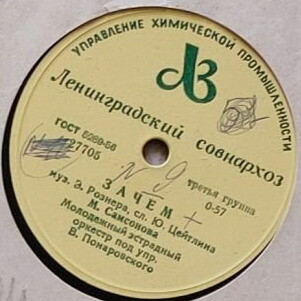 УПРАВЛЕНИЕ ХИМИЧЕСКОЙ ПРОМЫШЛЕННОСТИ
ЛЗ
Ленинградский совнархоз
ГОСТ 5289-56
27705
N 9
третья группа
0-57
ЗАЧЕМ
муз. Э. Рознера, сл. Ю. Цейтлина
М. Самсонова
Молодежный эстрадный
оркестр под упр.
В. Понаровского